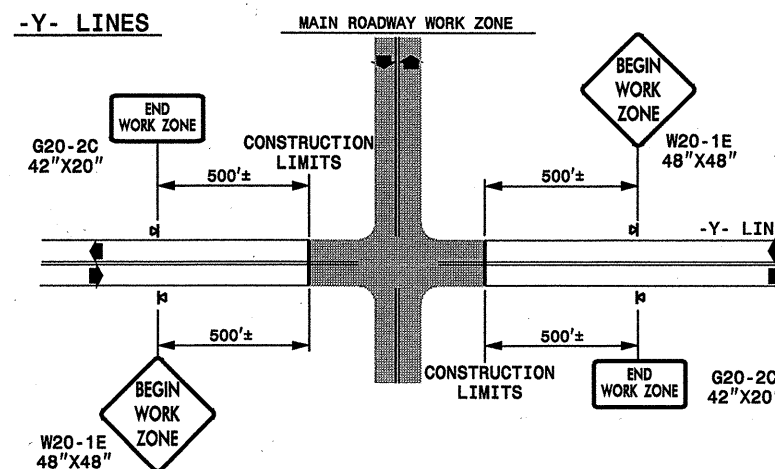 -Y- LINES
MAIN ROADWAY WORK ZONE
END
WORK ZONE
G20-2C
42"X20"
CONSTRUCTION
LIMITS
500'±
500'±
BEGIN
WORK
ZONE
W20-1E
48"X48"
-Y- LIN
500'±
500'±
BEGIN
WORK
ZONE
W20-1E
48"X48"
CONSTRUCTION
LIMITS
END
WORK ZONE
G20-2C
42"X20"